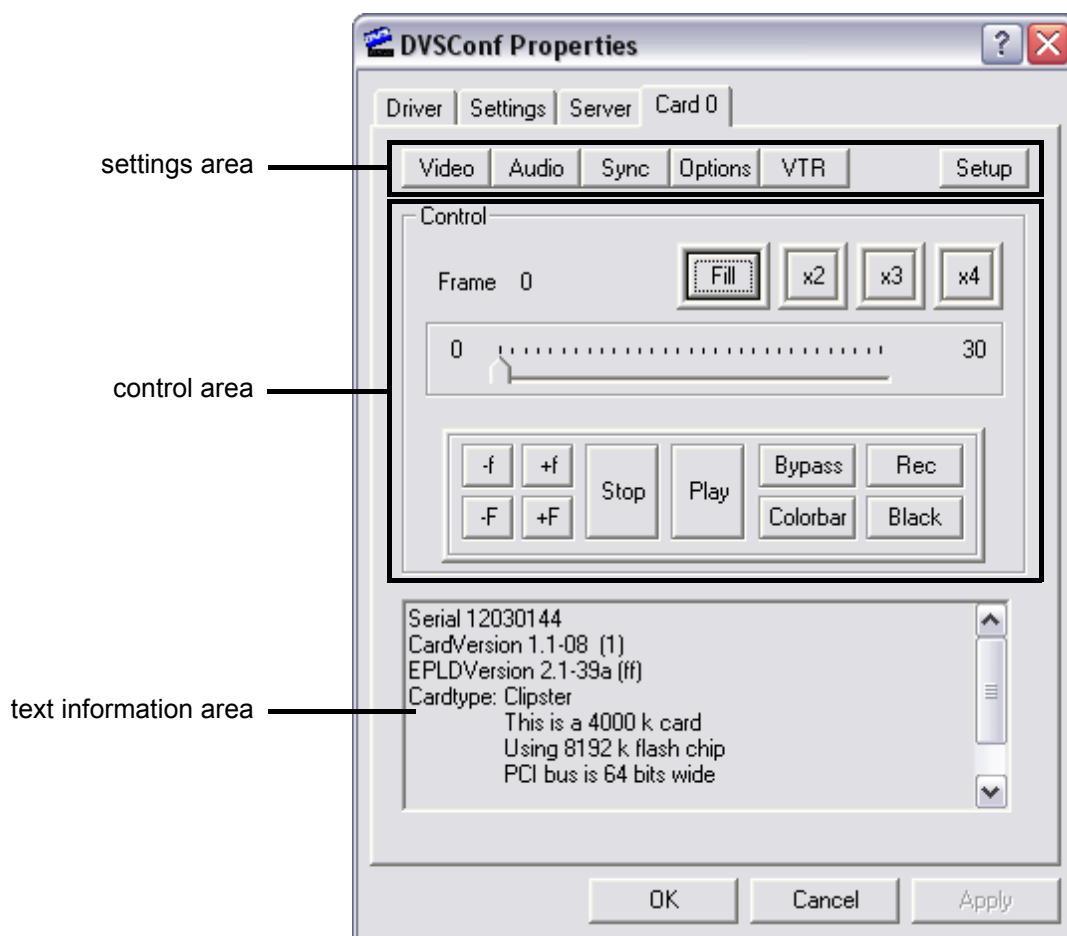 DVSConf Properties
Driver Settings Server Card 0
settings area
Video Audio Sync Options VTR Setup
Control
Frame 0 Fill x2 x3 x4
0 30
control area
-f +f Stop Play Bypass Rec
-F +F Colorbar Black
Serial 12030144
CardVersion 1.1-08 (1)
EPLDVersion 2.1-39a (ff)
text information area
Cardtype: Clipster
This is a 4000 k card
Using 8192 k flash chip
PCI bus is 64 bits wide
OK Cancel Apply